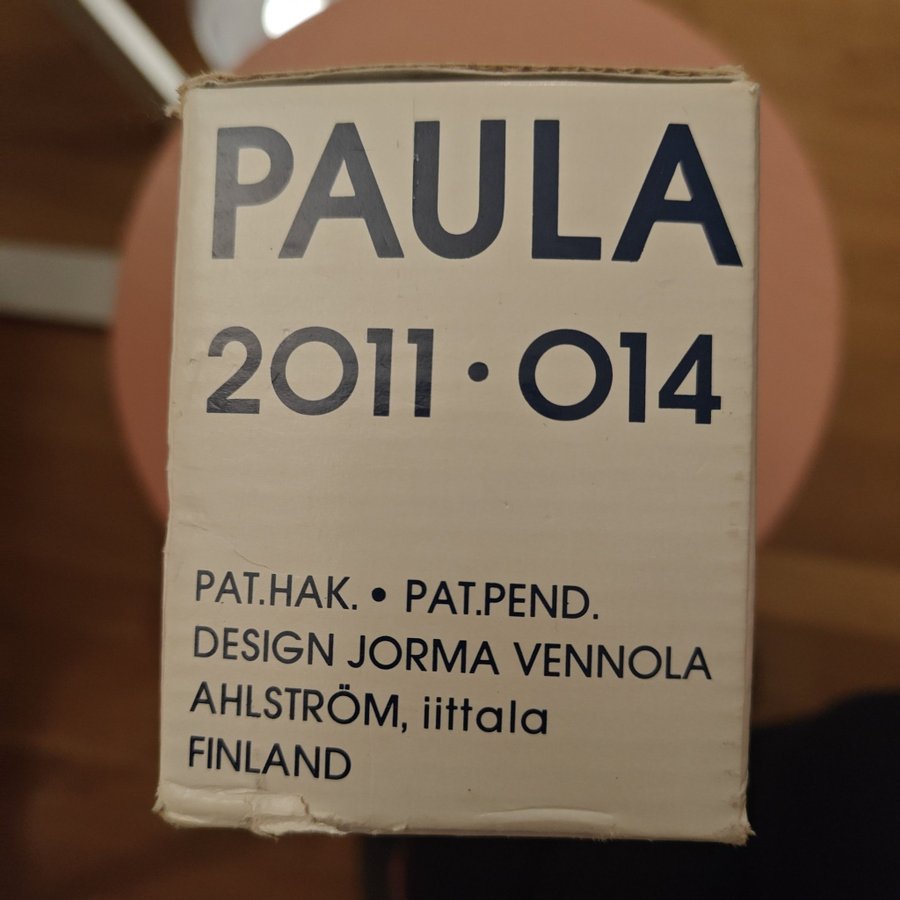 PAULA
2011 • 014
PAT.HAK. • PAT.PEND.
DESIGN JORMA VENNOLA
AHLSTRÖM, iittala
FINLAND